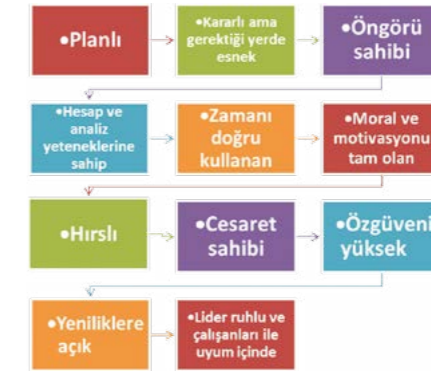 •Planlı
•Kararlı ama
gerektiği yerde
esnek
•Öngörü
sahibi
•Hesap ve
analiz
yeteneklerine
sahip
•Zamanı
doğru
kullanan
•Moral ve
motivasyonu
tam olan
•Hırslı
•Cesaret
sahibi
•Özgüveni
yüksek
•Yeniliklere
açık
•Lider ruhlu ve
çalışanları ile
uyum içinde